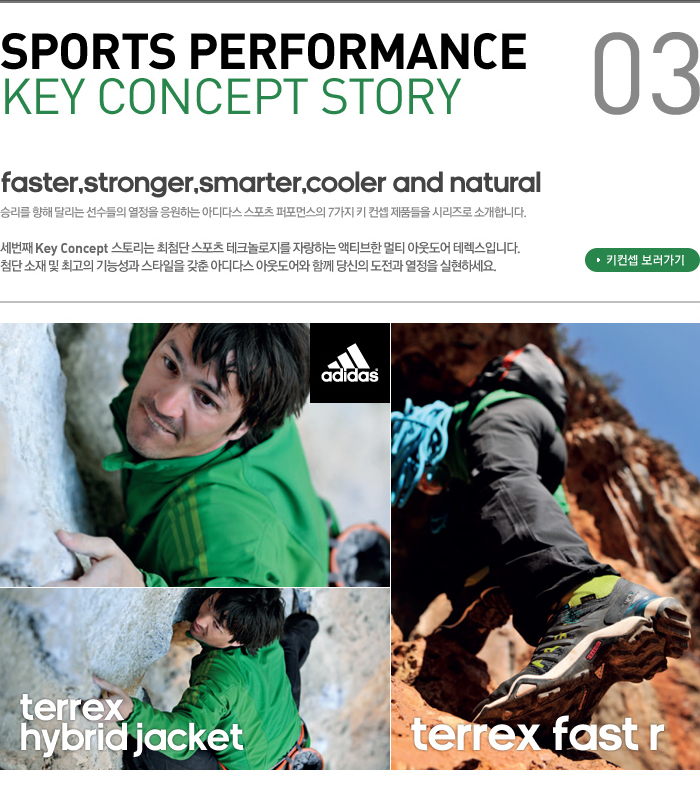 SPORTS PERFORMANCE
KEY CONCEPT STORY
03
faster,stronger,smarter,cooler and natural
승리를 향해 달리는 선수들의 열정을 응원하는 아디다스 스포츠 퍼포먼스의 7가지 키 컨셉 제품들을 시리즈로 소개합니다.
세번째 Key Concept 스토리는 최첨단 스포츠 테크놀로지를 자랑하는 액티브한 멀티 아웃도어 테렉스입니다.
첨단 소재 및 최고의 기능성과 스타일을 갖춘 아디다스 아웃도어와 함께 당신의 도전과 열정을 실현하세요.
키컨셉 보러가기
adidas
terrex
hybrid jacket
terrex fast r